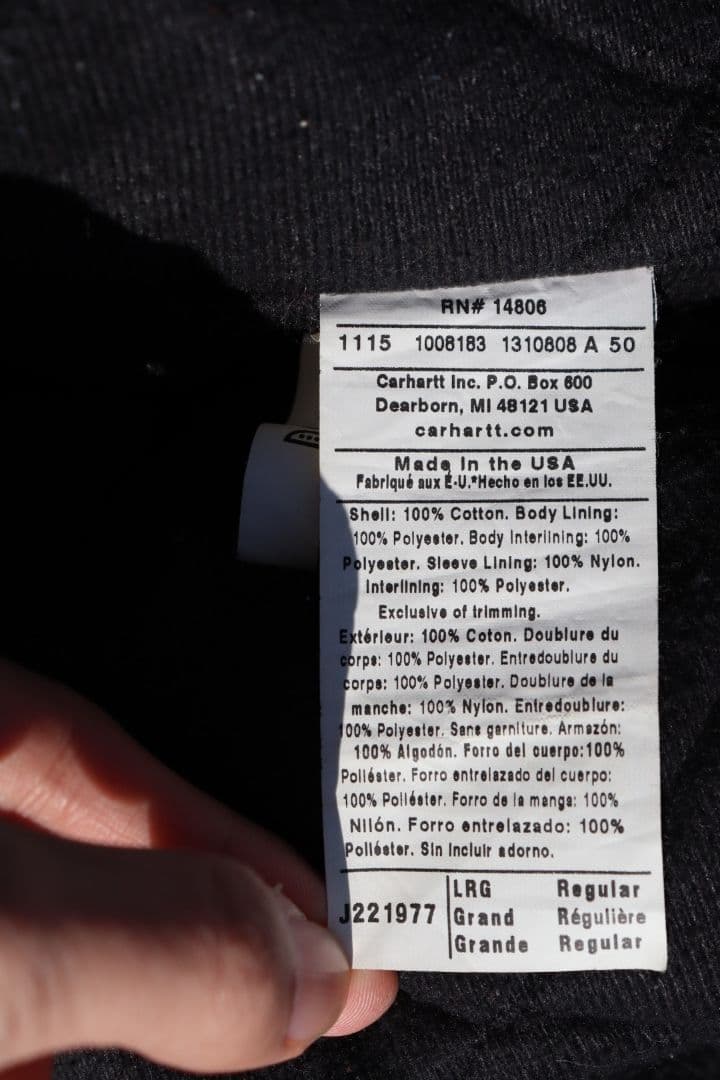 RN# 14806
1115 1008183 1310808 A 50
Carhartt Inc. P.O. Box 600
Dearborn, MI 48121 USA
carhartt.com
Made In the USA
Fabriqué aux É-U.*Hecho en los EE.UU.
Shell: 100% Cotton. Body Lining:
100% Polyester. Body Interlining: 100%
Polyester. Sleeve Lining: 100% Nylon.
Interlining: 100% Polyester.
Exclusive of trimming.
Extérieur: 100% Coton. Doublure du
corps: 100% Polyester. Entredoublure du
corps: 100% Polyester. Doublure de la
manche: 100% Nylon. Entredoublure:
100% Polyester. Sans garniture. Armazón:
100% Algodón. Forro del cuerpo:100%
Poliéster. Forro entrelazado del cuerpo:
100% Poliéster. Forro de la manga: 100%
Nilón. Forro entrelazado: 100%
Poliéster. Sin incluir adorno.
J221977
LRG Regular
Grand Régulière
Grande Regular